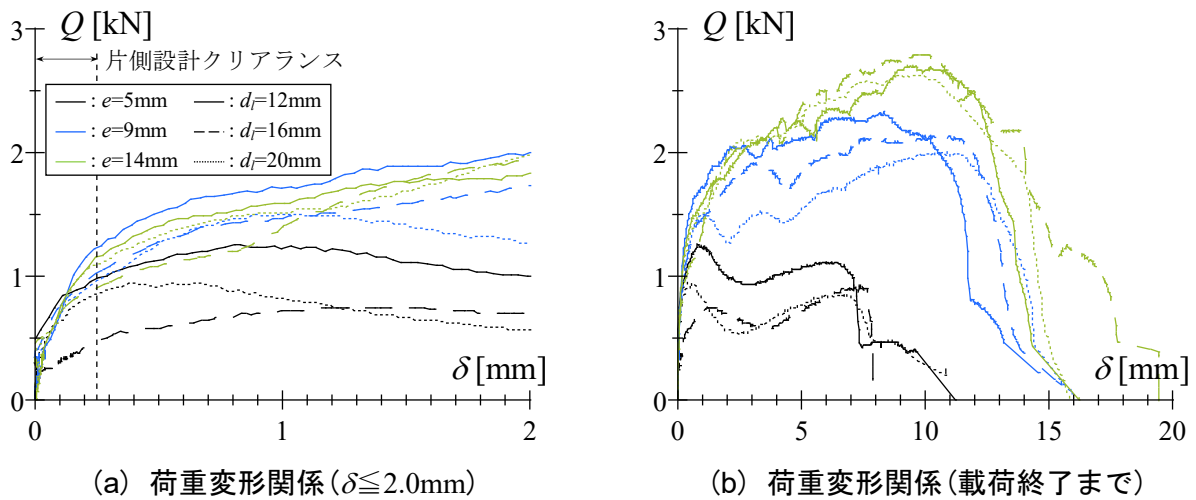 Q [kN]
3
片側設計クリアランス
: e=5mm
: dl=12mm
: e=9mm
: dl=16mm
: e=14mm
: dl=20mm
2
1
δ [mm]
0
0
1
2
(a) 荷重変形関係(δ≦2.0mm)
Q [kN]
3
2
1
δ [mm]
0
0
5
10
15
20
(b) 荷重変形関係(載荷終了まで)